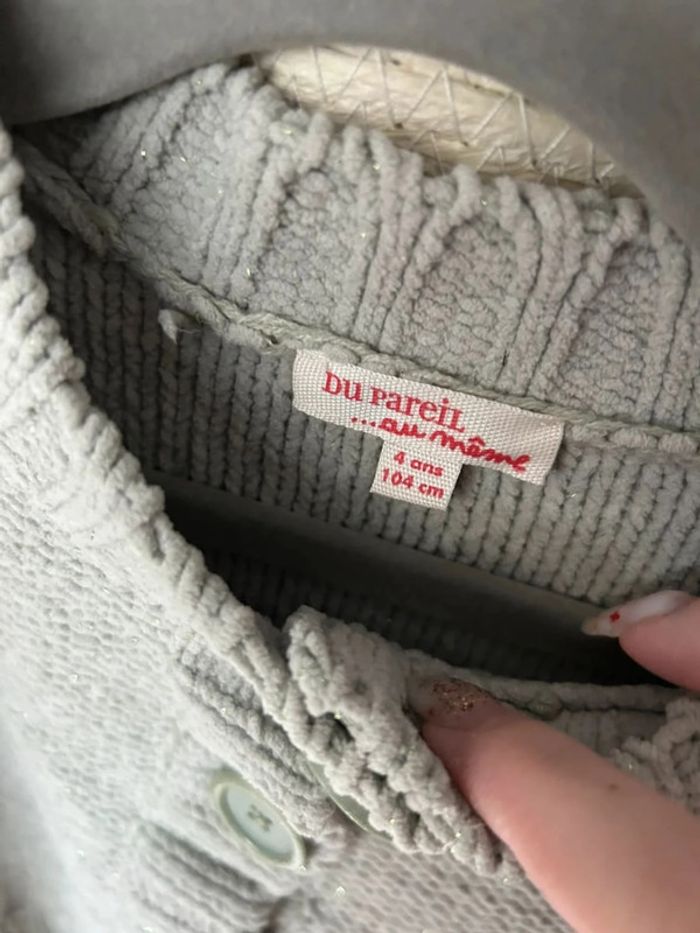 DU PAREIL
...au même
4 ans
104 cm